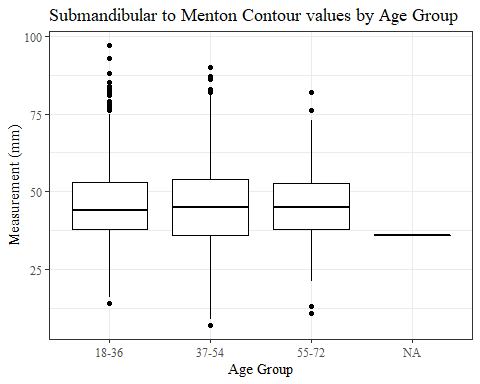 Submandibular to Menton Contour values by Age Group
Measurement (mm)
100
75
50
25
18-36
37-54
55-72
NA
Age Group